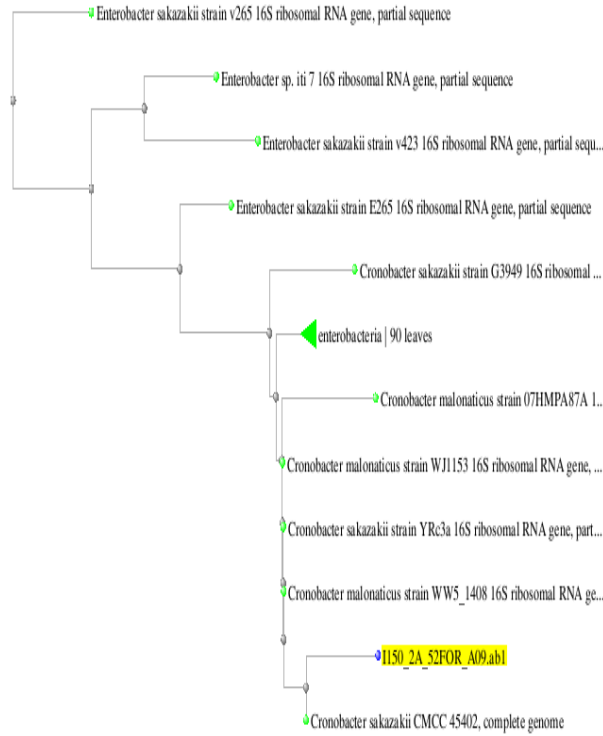 Enterobacter sakazakii strain v265 16S ribosomal RNA gene, partial sequence
Enterobacter sp. iti 7 16S ribosomal RNA gene, partial sequence
Enterobacter sakazakii strain v423 16S ribosomal RNA gene, partial sequ...
Enterobacter sakazakii strain E265 16S ribosomal RNA gene, partial sequence
Cronobacter sakazakii strain G3949 16S ribosomal ...
enterobacteria | 90 leaves
Cronobacter malonaticus strain 07HMPA87A 1...
Cronobacter malonaticus strain WJ1153 16S ribosomal RNA gene, ...
Cronobacter sakazakii strain YRc3a 16S ribosomal RNA gene, part...
Cronobacter malonaticus strain WW5_1408 16S ribosomal RNA ge...
I150_2A_52FOR_A09.ab1
Cronobacter sakazakii CMCC 45402, complete genome